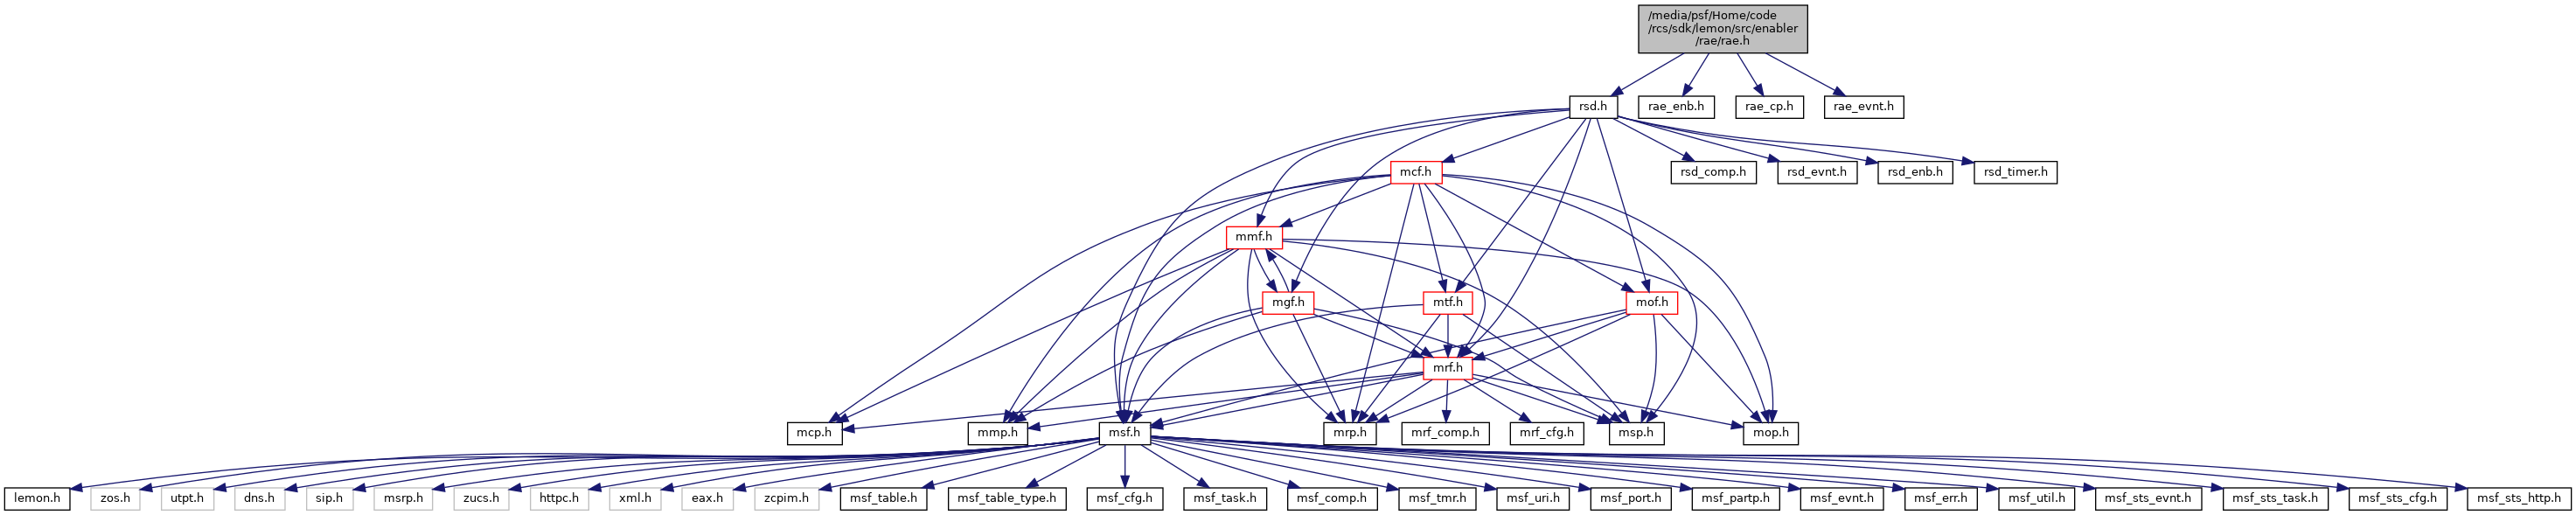 /media/psf/Home/code
/rcs/sdk/lemon/src/enabler
/rae/rae.h
rsd.h
rae_enb.h
rae_cp.h
rae_evnt.h
mcf.h
rsd_comp.h
rsd_evnt.h
rsd_enb.h
rsd_timer.h
mmf.h
mgf.h
mtf.h
mof.h
mrf.h
mcp.h
mmp.h
msf.h
mrp.h
mrf_comp.h
mrf_cfg.h
msp.h
mop.h
lemon.h
zos.h
utpt.h
dns.h
sip.h
msrp.h
zucs.h
httpc.h
xml.h
eax.h
zcpim.h
msf_table.h
msf_table_type.h
msf_cfg.h
msf_task.h
msf_comp.h
msf_tmr.h
msf_uri.h
msf_port.h
msf_partp.h
msf_evnt.h
msf_err.h
msf_util.h
msf_sts_evnt.h
msf_sts_task.h
msf_sts_cfg.h
msf_sts_http.h